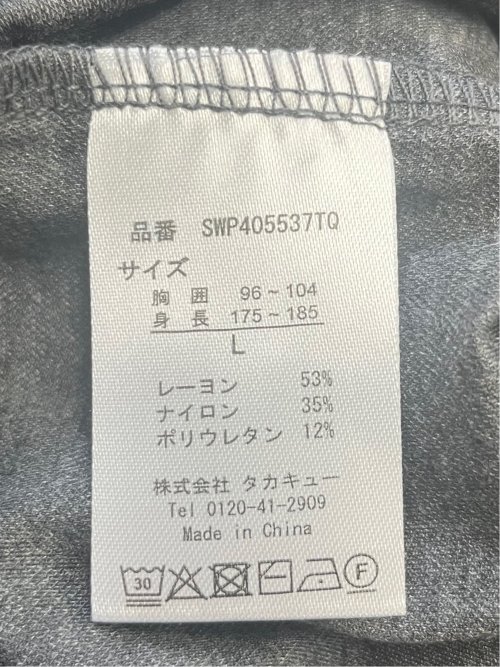 品番 SWP405537TQ
サイズ
胸囲 96~104
身長 175~185
L
レーヨン 53%
ナイロン 35%
ポリウレタン 12%
株式会社 タカキュー
Tel 0120-41-2909
Made in China
30 F